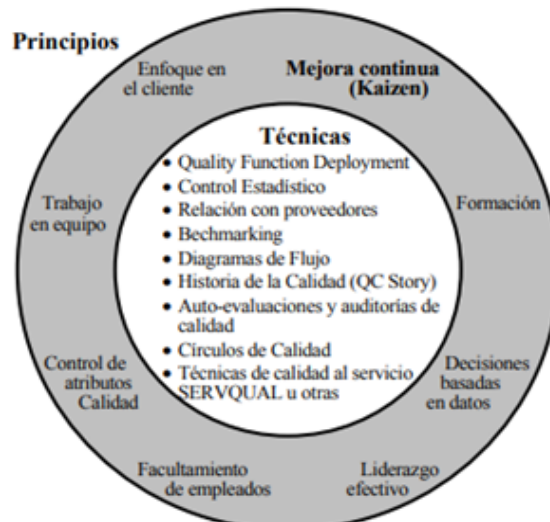 Principios
Enfoque en
el cliente
Mejora continua
(Kaizen)
Técnicas
• Quality Function Deployment
• Control Estadístico
• Relación con proveedores
• Bechmarking
• Diagramas de Flujo
• Historia de la Calidad (QC Story)
• Auto-evaluaciones y auditorías de
calidad
• Círculos de Calidad
• Técnicas de calidad al servicio
SERVQUAL u otras
Trabajo
en equipo
Formación
Control de
atributos
Calidad
Decisiones
basadas
en datos
Facultamiento
de empleados
Liderazgo
efectivo